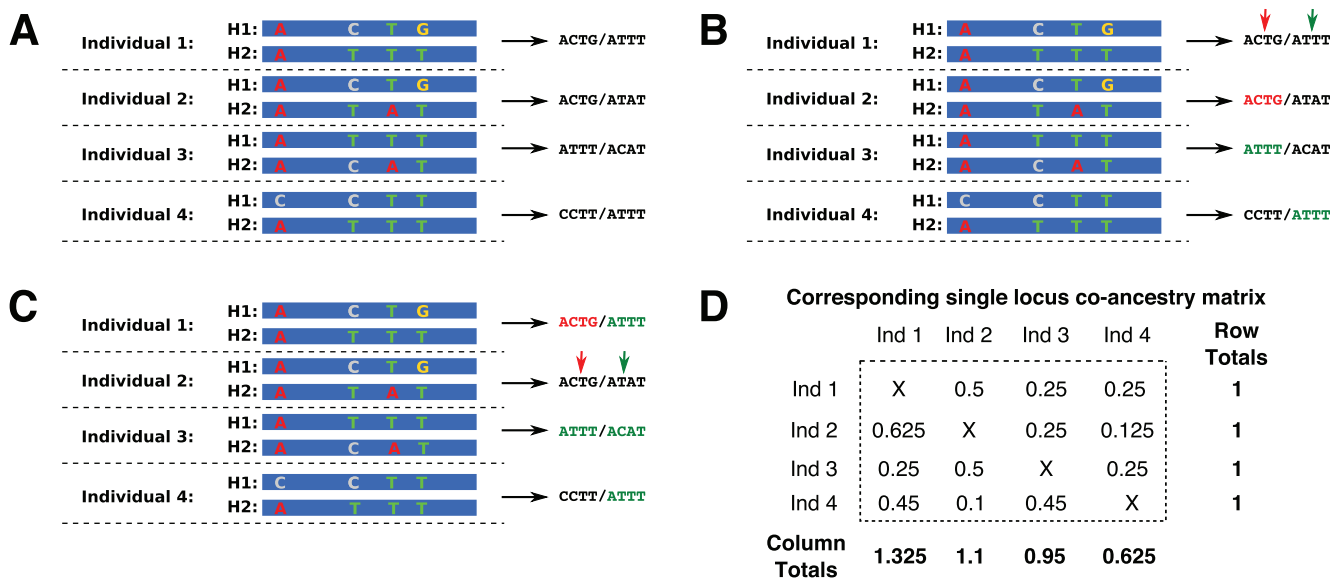 A
Individual 1:
H1: A C T G
H2: A T T T
ACTG/ATTT
Individual 2:
H1: A C T G
H2: A T A T
ACTG/ATAT
Individual 3:
H1: A T T T
H2: A C A T
ATTT/ACAT
Individual 4:
H1: C C T T
H2: A T T T
CCTT/ATTT
B
Individual 1:
H1: A C T G
H2: A T T T
ACTG/ATTT
Individual 2:
H1: A C T G
H2: A T A T
ACTG/ATAT
Individual 3:
H1: A T T T
H2: A C A T
ATTT/ACAT
Individual 4:
H1: C C T T
H2: A T T T
CCTT/ATTT
C
Individual 1:
H1: A C T G
H2: A T T T
ACTG/ATTT
Individual 2:
H1: A C T G
H2: A T A T
ACTG/ATAT
Individual 3:
H1: A T T T
H2: A C A T
ATTT/ACAT
Individual 4:
H1: C C T T
H2: A T T T
CCTT/ATTT
D
Corresponding single locus co-ancestry matrix
Ind 1 Ind 2 Ind 3 Ind 4 Row
Totals
Ind 1 X 0.5 0.25 0.25 1
Ind 2 0.625 X 0.25 0.125 1
Ind 3 0.25 0.5 X 0.25 1
Ind 4 0.45 0.1 0.45 X 1
Column
Totals 1.325 1.1 0.95 0.625